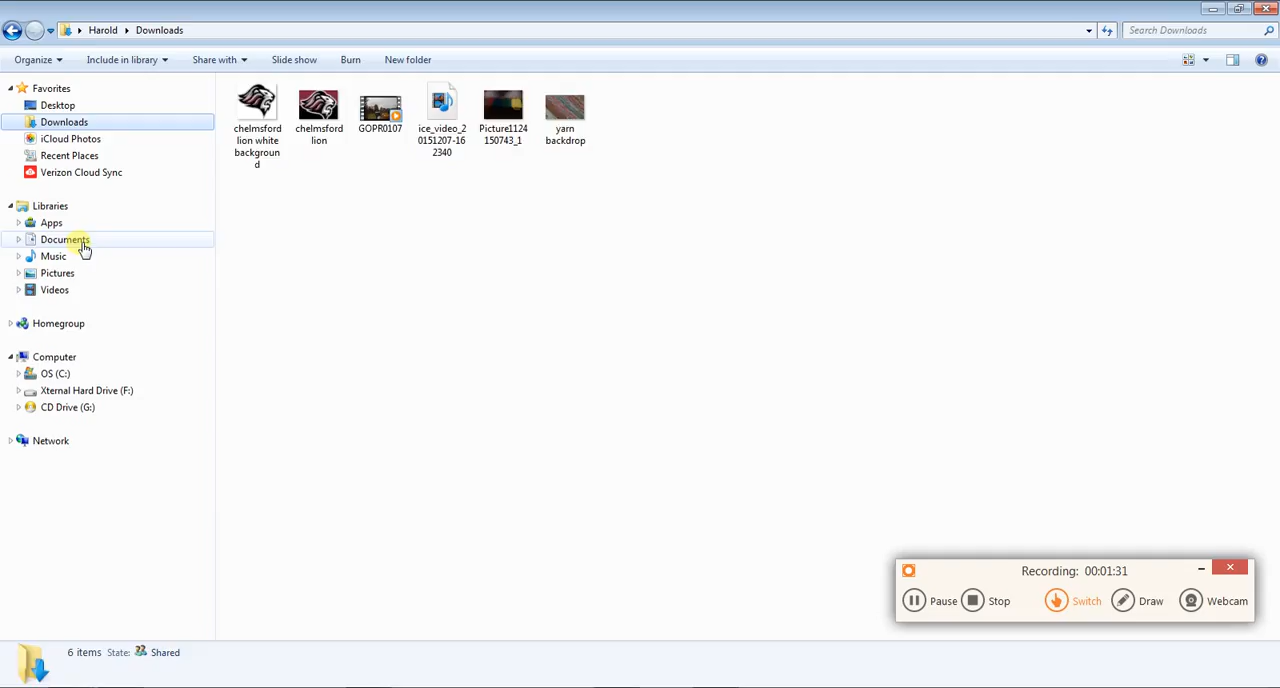 Harold Downloads
Search Downloads
Organize Include in library Share with Slide show Burn New folder
Favorites
Desktop
Downloads
iCloud Photos
Recent Places
Verizon Cloud Sync
Libraries
Apps
Documents
Music
Pictures
Videos
Homegroup
Computer
OS (C:)
Xternal Hard Drive (F:)
CD Drive (G:)
Network
chelmsford
lion white
backgroun
d
chelmsford
lion
GOPR0107
ice_video_2
0151207-16
2340
Picture1124
150743_1
yarn
backdrop
Recording: 00:01:31
Pause Stop Switch Draw Webcam
6 items State: Shared